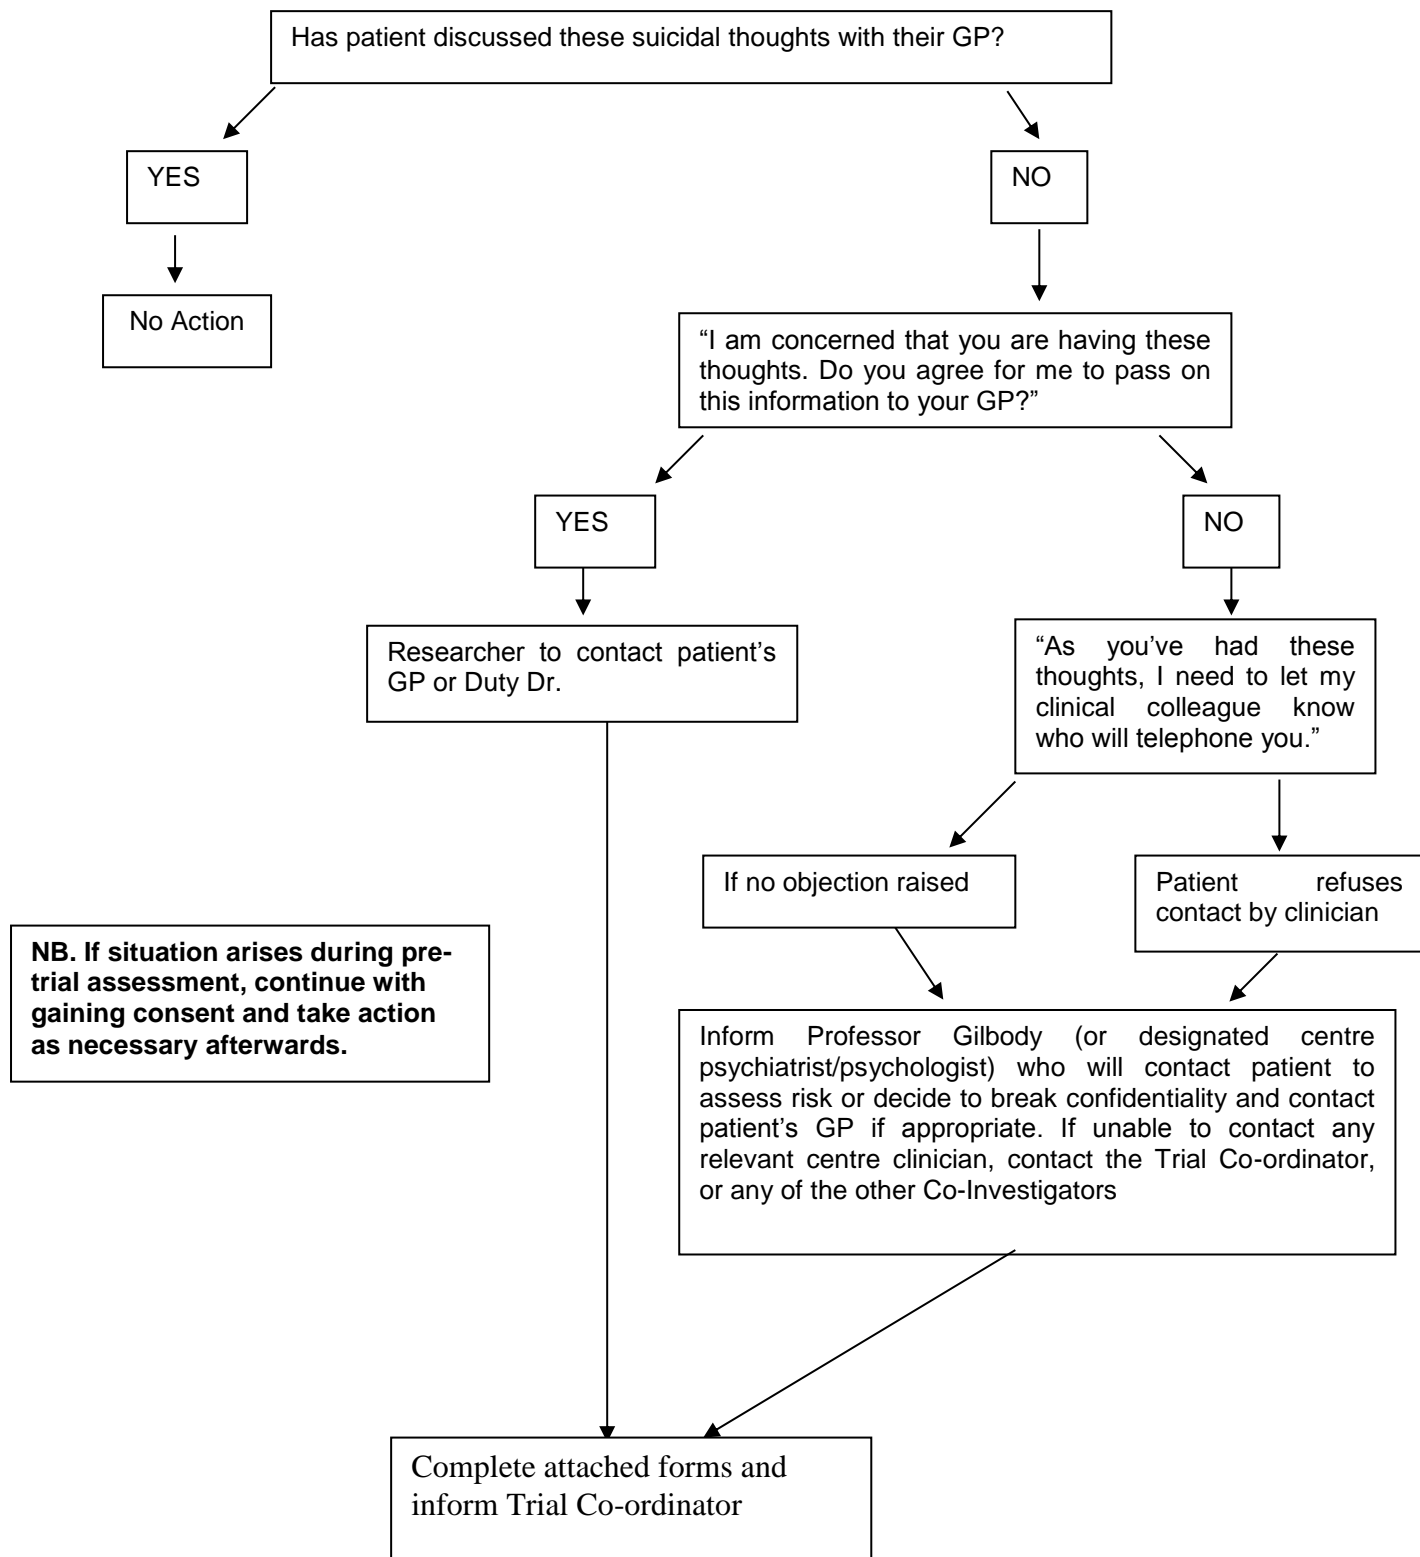 Has patient discussed these suicidal thoughts with their GP?
YES
NO
No Action
“I am concerned that you are having these
thoughts. Do you agree for me to pass on
this information to your GP?”
YES
NO
Researcher to contact patient’s
GP or Duty Dr.
“As you’ve had these
thoughts, I need to let my
clinical colleague know
who will telephone you.”
If no objection raised
Patient refuses
contact by clinician
NB. If situation arises during pre-
trial assessment, continue with
gaining consent and take action
as necessary afterwards.
Inform Professor Gilbody (or designated centre
psychiatrist/psychologist) who will contact patient to
assess risk or decide to break confidentiality and contact
patient’s GP if appropriate. If unable to contact any
relevant centre clinician, contact the Trial Co-ordinator,
or any of the other Co-Investigators
Complete attached forms and
inform Trial Co-ordinator